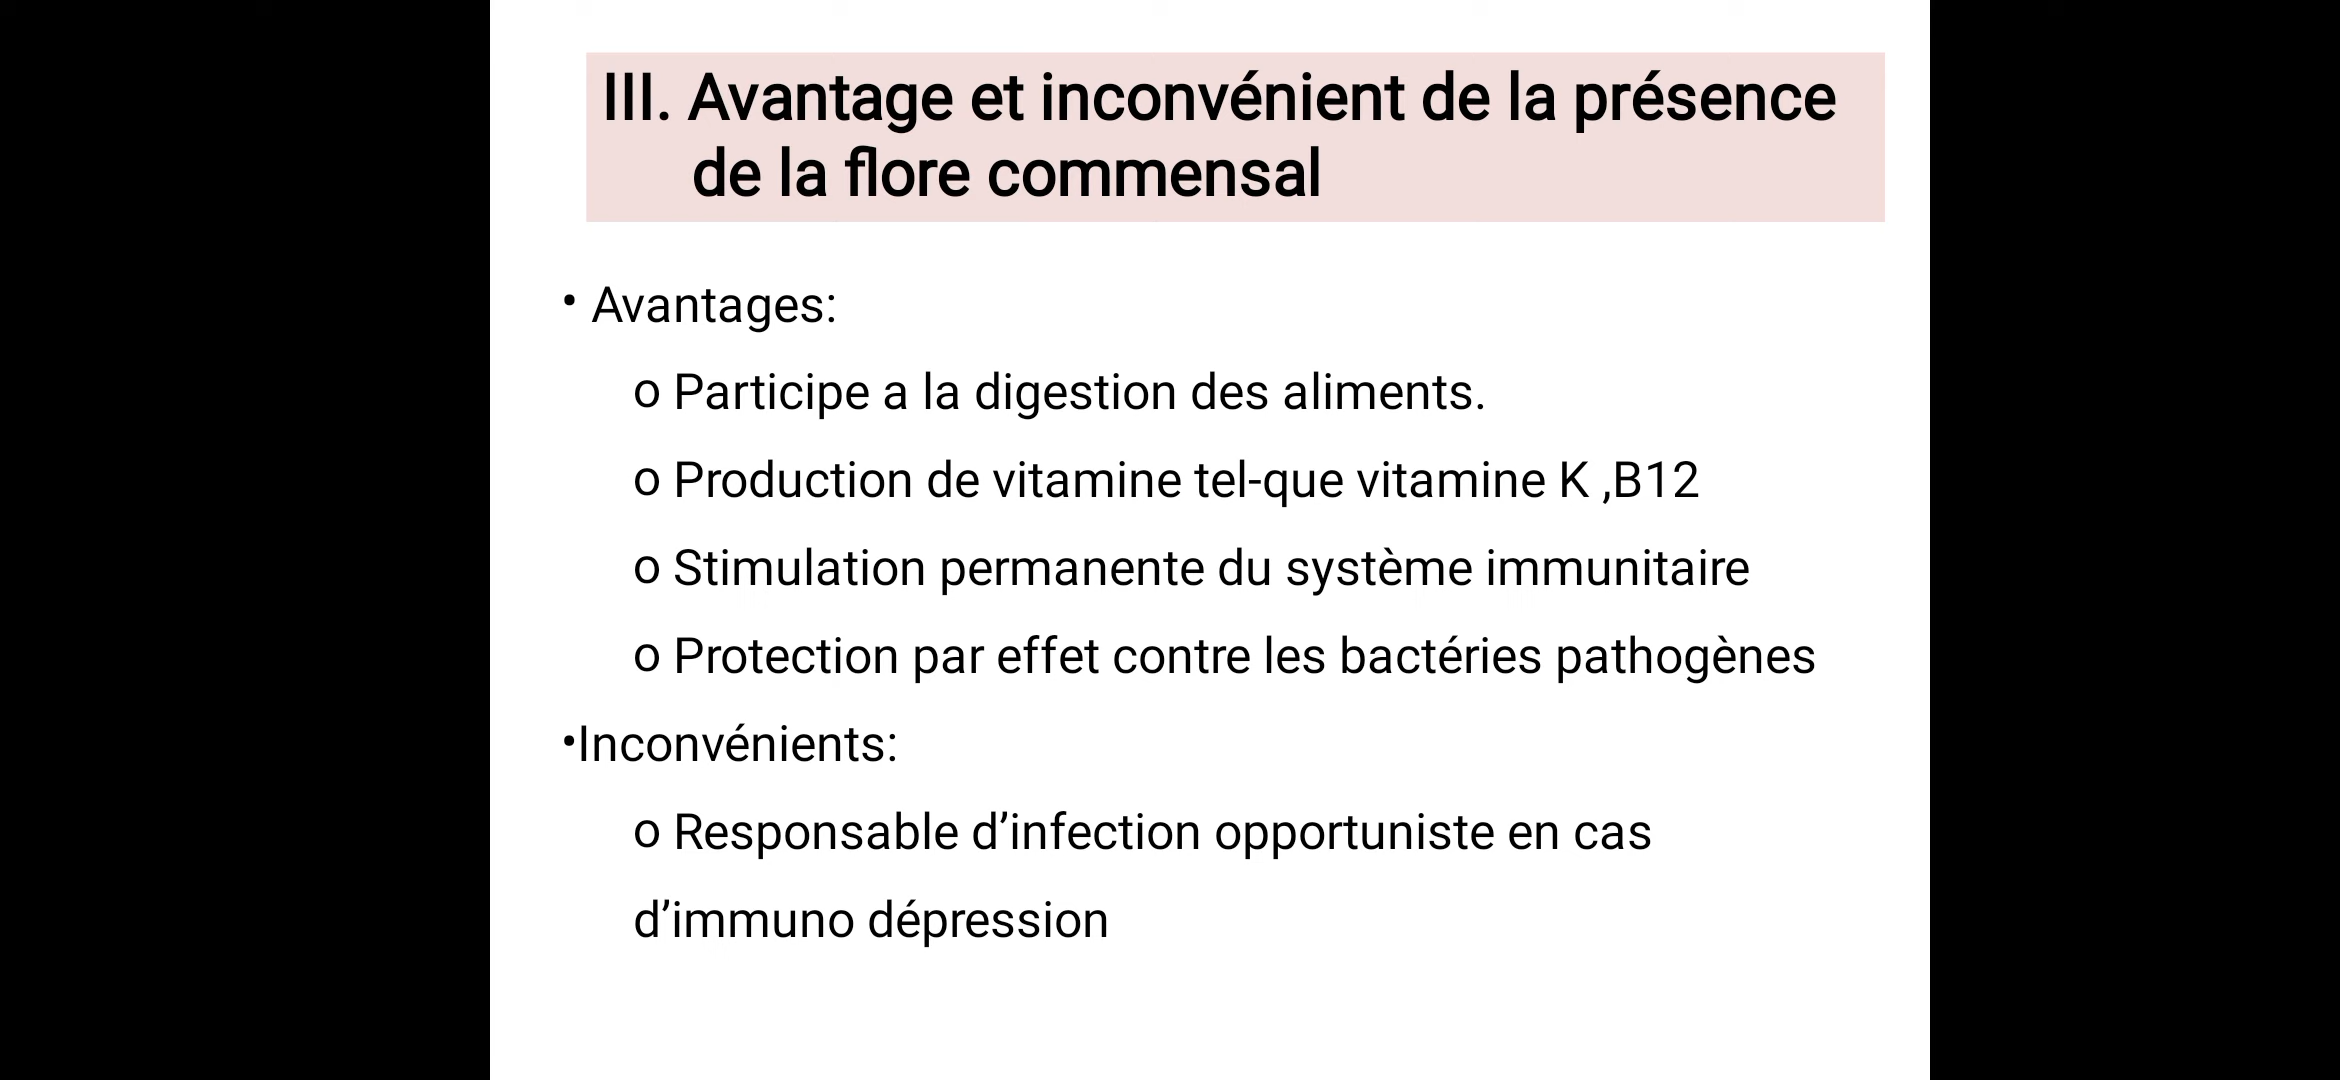 III. Avantage et inconvénient de la présence
de la flore commensal
• Avantages:
o Participe a la digestion des aliments.
o Production de vitamine tel-que vitamine K ,B12
o Stimulation permanente du système immunitaire
o Protection par effet contre les bactéries pathogènes
•Inconvénients:
o Responsable d’infection opportuniste en cas
d’immuno dépression